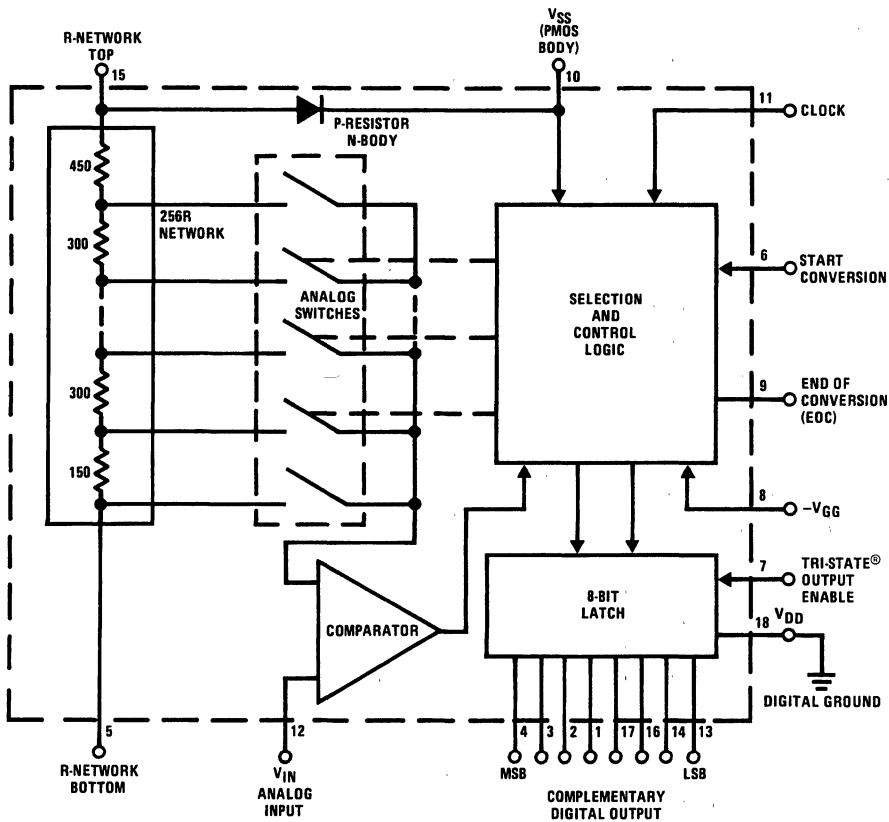 R-NETWORK
TOP
15
VSS
(PMOS
BODY)
10
11
CLOCK
P-RESISTOR
N-BODY
450
256R
NETWORK
300
ANALOG
SWITCHES
300
150
SELECTION
AND
CONTROL
LOGIC
6
START
CONVERSION
9
END OF
CONVERSION
(EOC)
8
–VGG
7
TRI-STATE®
OUTPUT
ENABLE
8-BIT
LATCH
18
VDD
DIGITAL GROUND
COMPARATOR
5
R-NETWORK
BOTTOM
12
VIN
ANALOG
INPUT
4 3 2 1 17 16 14 13
MSB
LSB
COMPLEMENTARY
DIGITAL OUTPUT